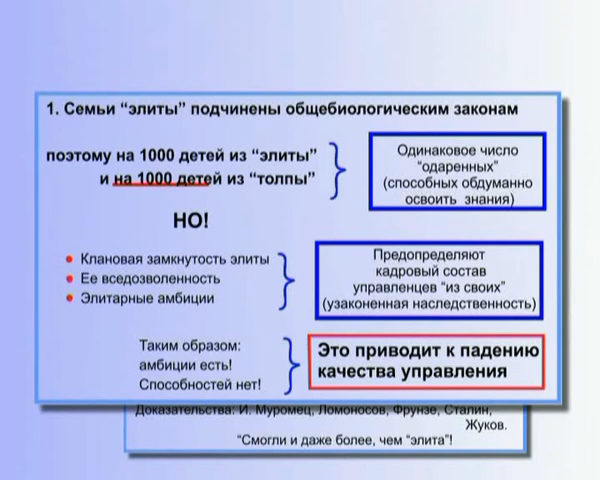 1. Семьи “элиты” подчинены общебиологическим законам
поэтому на 1000 детей из “элиты”
и на 1000 детей из “толпы”
Одинаковое число
“одаренных”
(способных обдуманно
освоить знания)
НО!
• Клановая замкнутость элиты
• Ее вседозволенность
• Элитарные амбиции
Предопределяют
кадровый состав
управленцев “из своих”
(узаконенная наследственность)
Таким образом:
амбиции есть!
Способностей нет!
Это приводит к падению
качества управления
Доказательства: И. Муромец, Ломоносов, Фрунзе, Сталин,
Жуков.
“Смогли и даже более, чем “элита”!